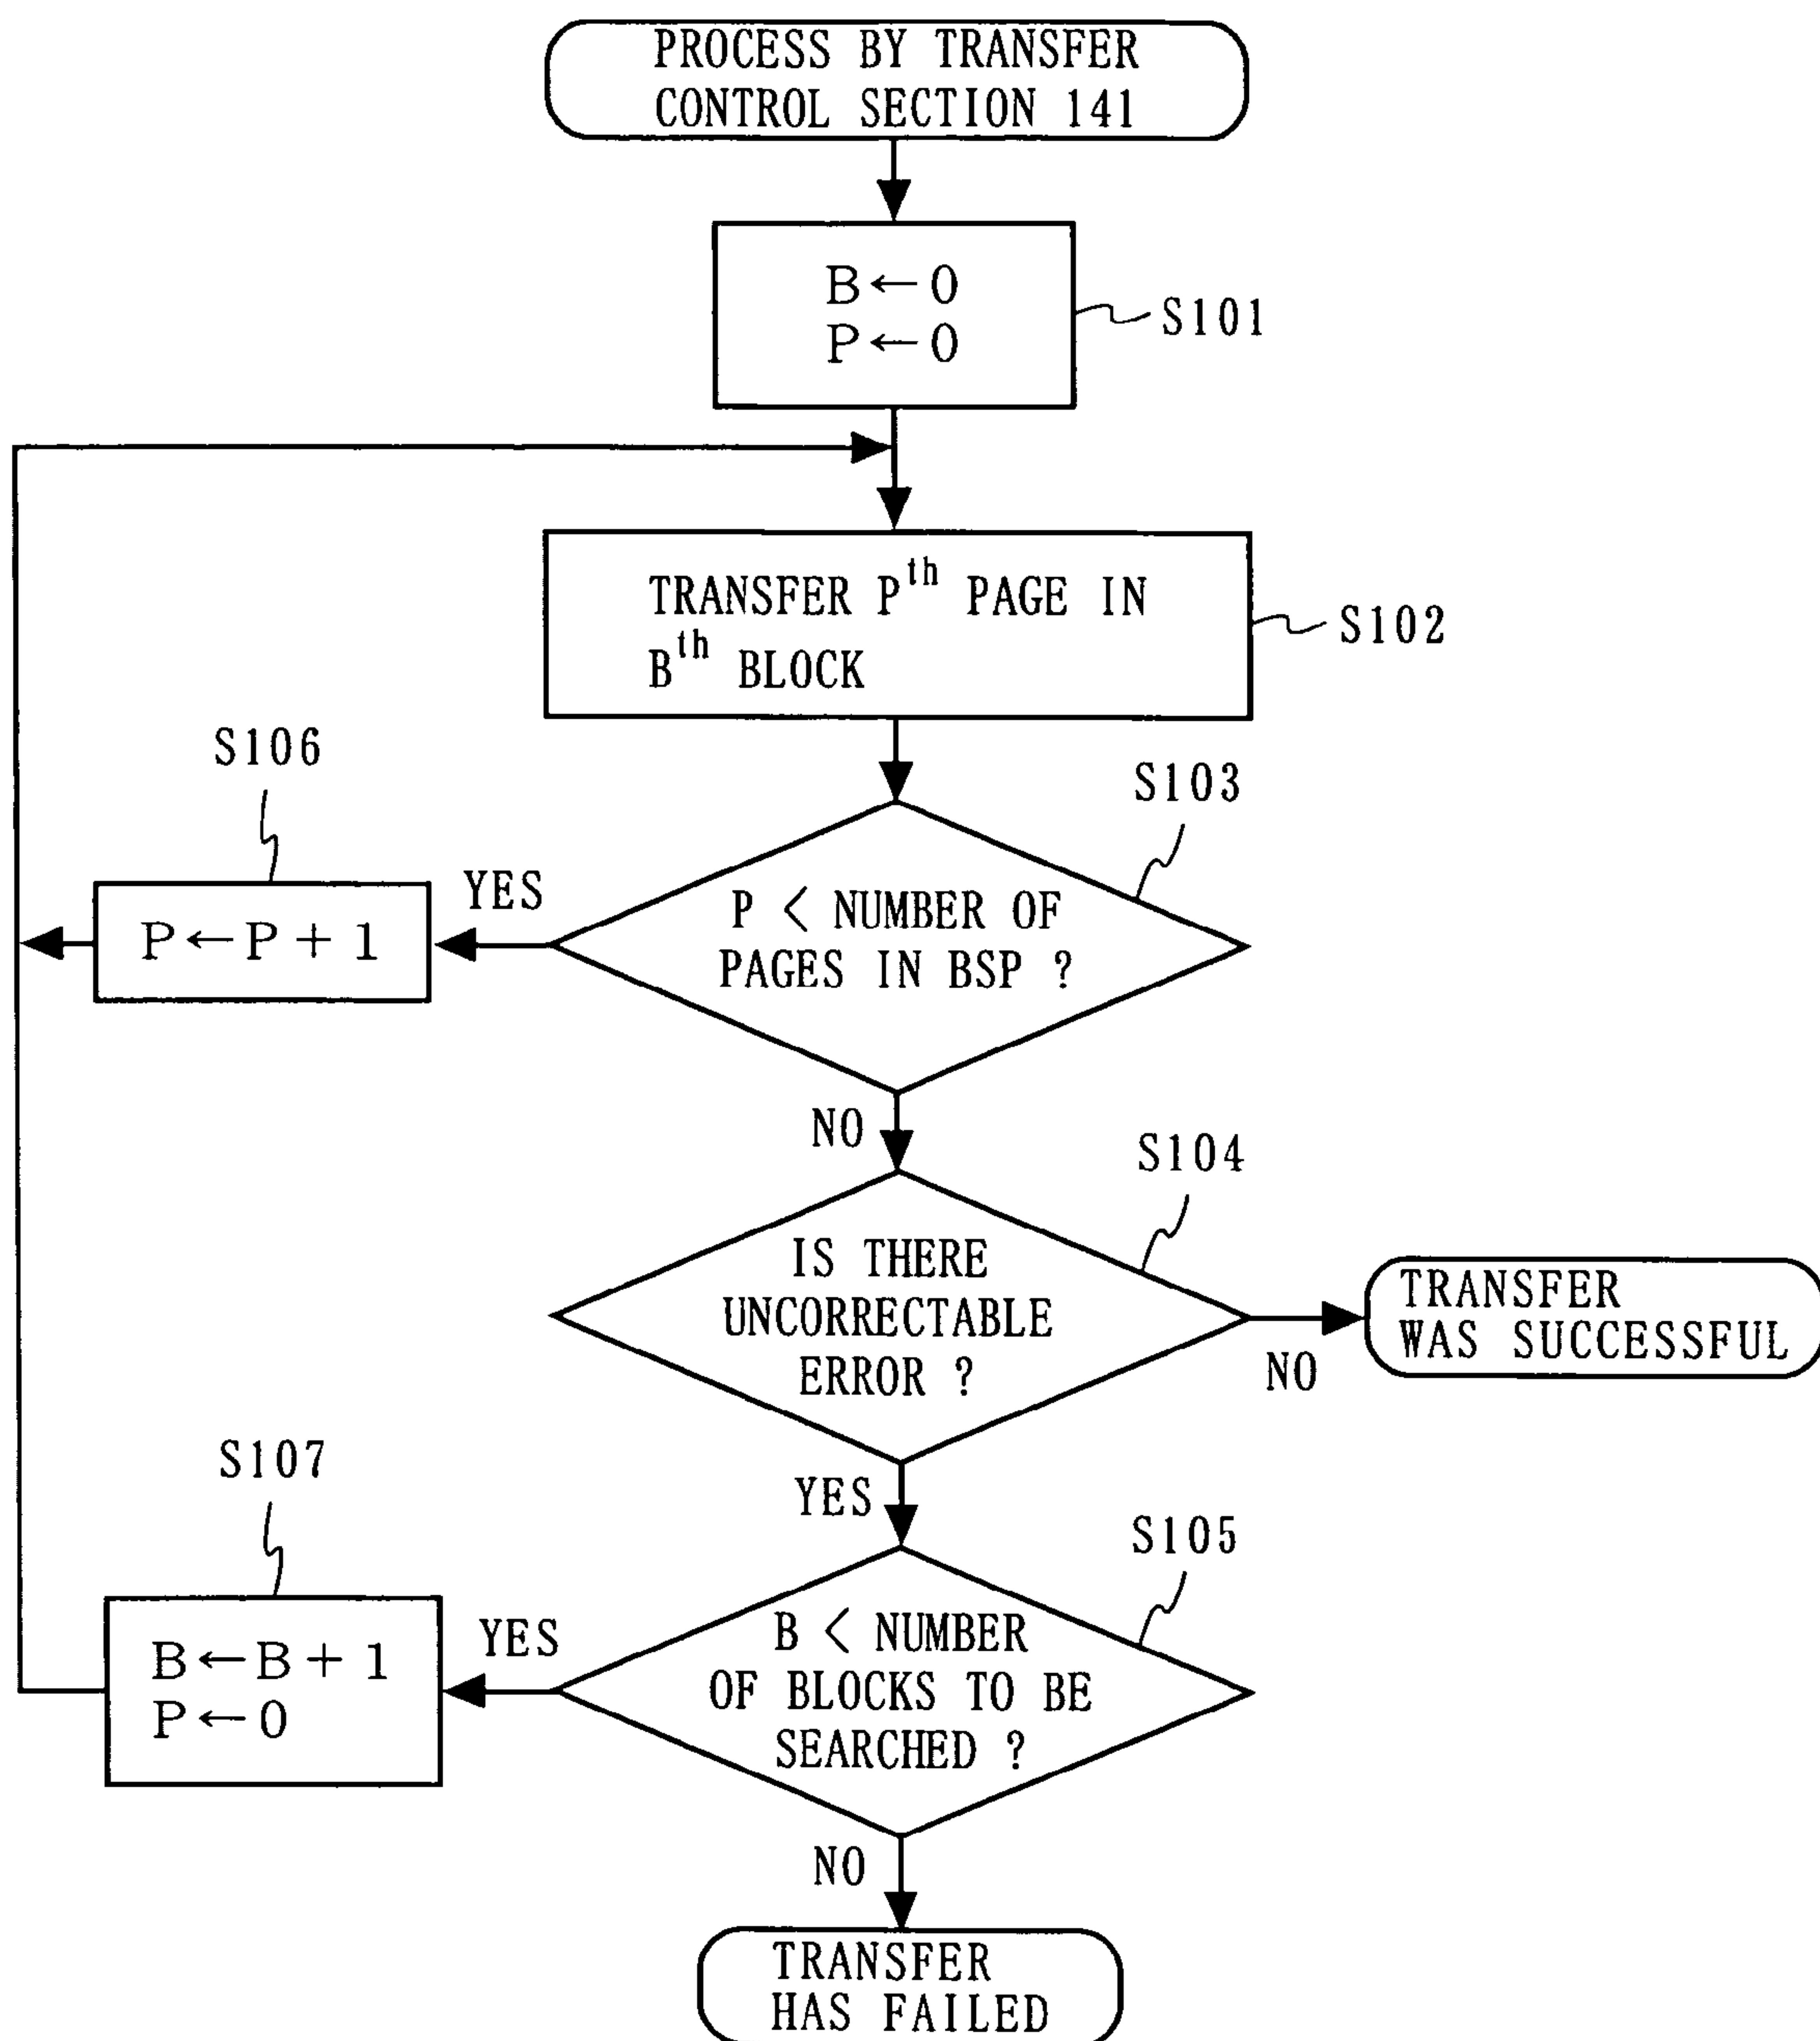 PROCESS BY TRANSFER
CONTROL SECTION 141
B←0
P←0
S101
TRANSFER Pth PAGE IN
Bth BLOCK
S102
S106
S103
P←P+1
YES
P < NUMBER OF
PAGES IN BSP ?
NO
S104
IS THERE
UNCORRECTABLE
ERROR ?
NO
TRANSFER
WAS SUCCESSFUL
S107
YES
S105
B←B+1
P←0
YES
B < NUMBER
OF BLOCKS TO BE
SEARCHED ?
NO
TRANSFER
HAS FAILED